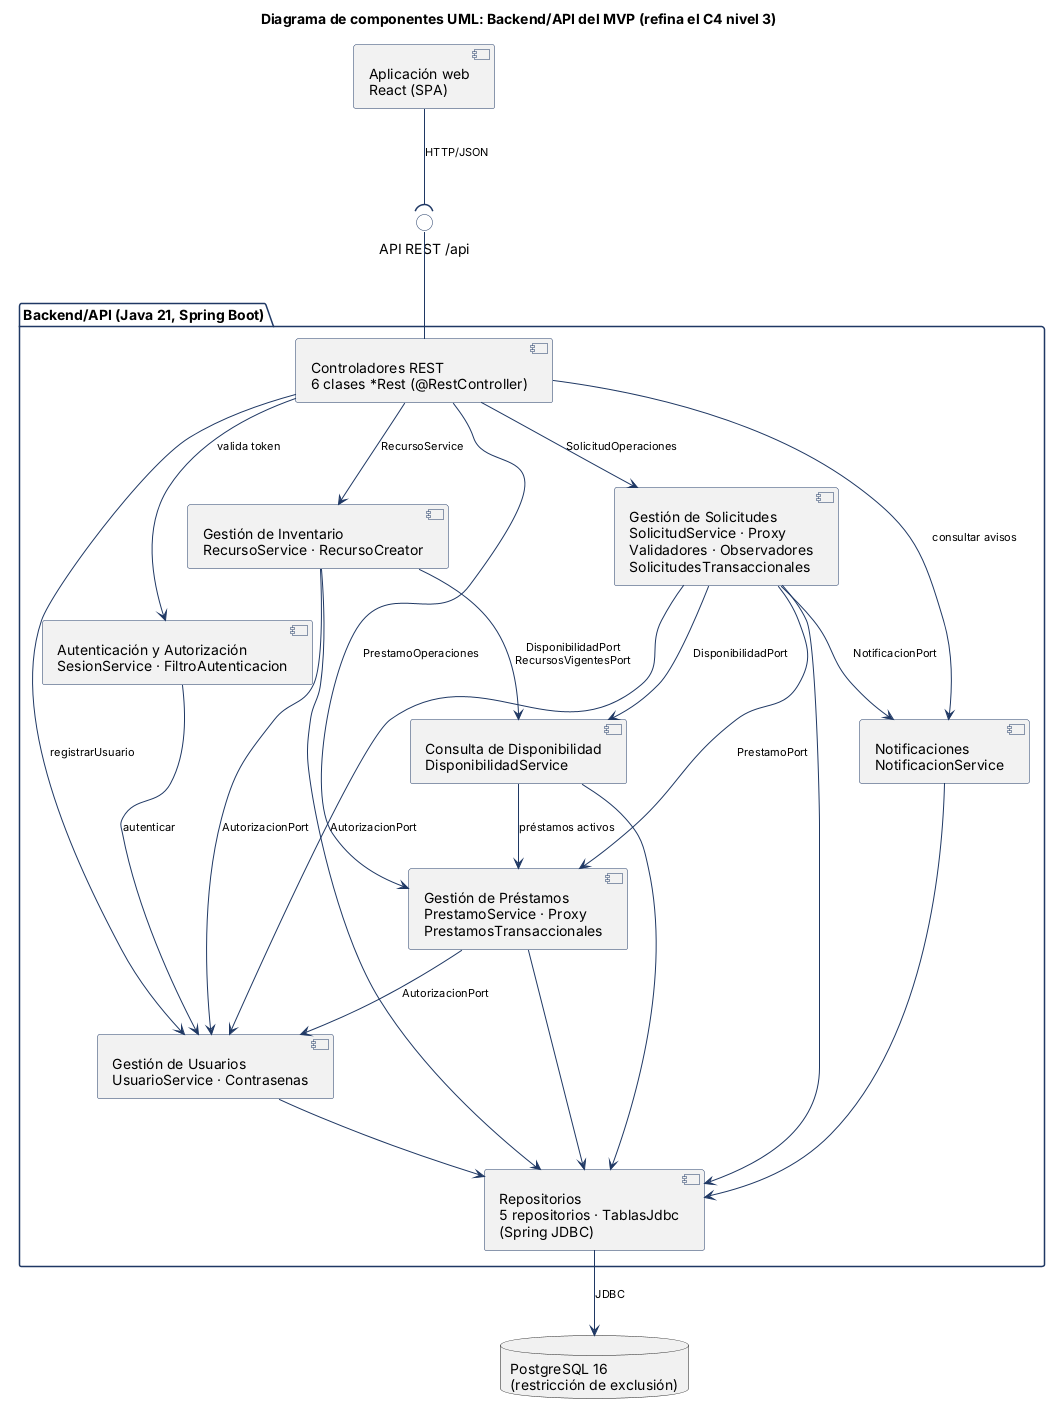 Diagrama de componentes UML: Backend/API del MVP (refina el C4 nivel 3)
Aplicación web
React (SPA)
HTTP/JSON
API REST /api
Backend/API (Java 21, Spring Boot)
Controladores REST
6 clases *Rest (@RestController)
valida token
RecursoService
SolicitudOperaciones
Gestión de Solicitudes
SolicitudService · Proxy
Validadores · Observadores
SolicitudesTransaccionales
Gestión de Inventario
RecursoService · RecursoCreator
consultar avisos
Autenticación y Autorización
SesionService · FiltroAutenticacion
PrestamoOperaciones
DisponibilidadPort
RecursosVigentesPort
DisponibilidadPort
NotificacionPort
registrarUsuario
Consulta de Disponibilidad
DisponibilidadService
PrestamoPort
Notificaciones
NotificacionService
autenticar
AutorizacionPort
AutorizacionPort
préstamos activos
Gestión de Préstamos
PrestamoService · Proxy
PrestamosTransaccionales
AutorizacionPort
Gestión de Usuarios
UsuarioService · Contrasenas
Repositorios
5 repositorios · TablasJdbc
(Spring JDBC)
JDBC
PostgreSQL 16
(restricción de exclusión)